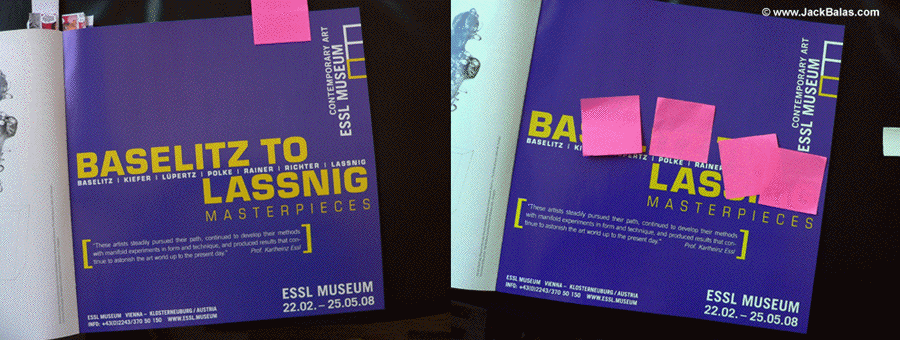 CONTEMPORARY ART
ESSL MUSEUM
BASELITZ TO
BASELITZ | KIEFER | LÜPERTZ | POLKE | RAINER | RICHTER | LASSNIG
LASSNIG
MASTERPIECES
"These artists steadily pursued their path, continued to develop their methods
with manifold experiments in form and technique, and produced results that con-
tinue to astonish the art world up to the present day."
Prof. Karlheinz Essl
ESSL MUSEUM VIENNA – KLOSTERNEUBURG / AUSTRIA
INFO: +43(0)2243/370 50 150 WWW.ESSL.MUSEUM
ESSL MUSEUM
22.02. – 25.05.08
© www.JackBalas.com
CONTEMPORARY ART
ESSL MUSEUM
BA
BASELITZ | KI ERTZ | POLKE | RAINER
LASS
MASTERPIECES
"These artists steadily pursued their path, continued to develop their methods
with manifold experiments in form and technique, and produced results that con-
tinue to astonish the art world up to the present day."
Prof. Karlheinz Essl
ESSL MUSEUM VIENNA – KLOSTERNEUBURG / AUSTRIA
INFO: +43(0)2243/370 50 150 WWW.ESSL.MUSEUM
ESSL MUSEUM
22.02. – 25.05.08